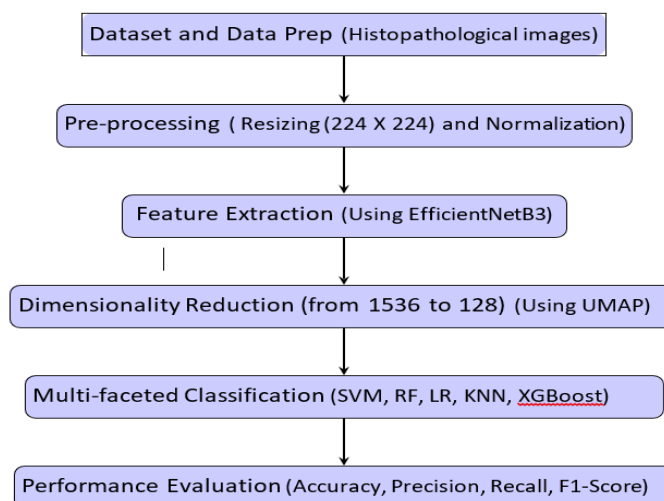 Dataset and Data Prep (Histopathological images)
Pre-processing ( Resizing (224 X 224) and Normalization)
Feature Extraction (Using EfficientNetB3)
Dimensionality Reduction (from 1536 to 128) (Using UMAP)
Multi-faceted Classification (SVM, RF, LR, KNN, XGBoost)
Performance Evaluation (Accuracy, Precision, Recall, F1-Score)